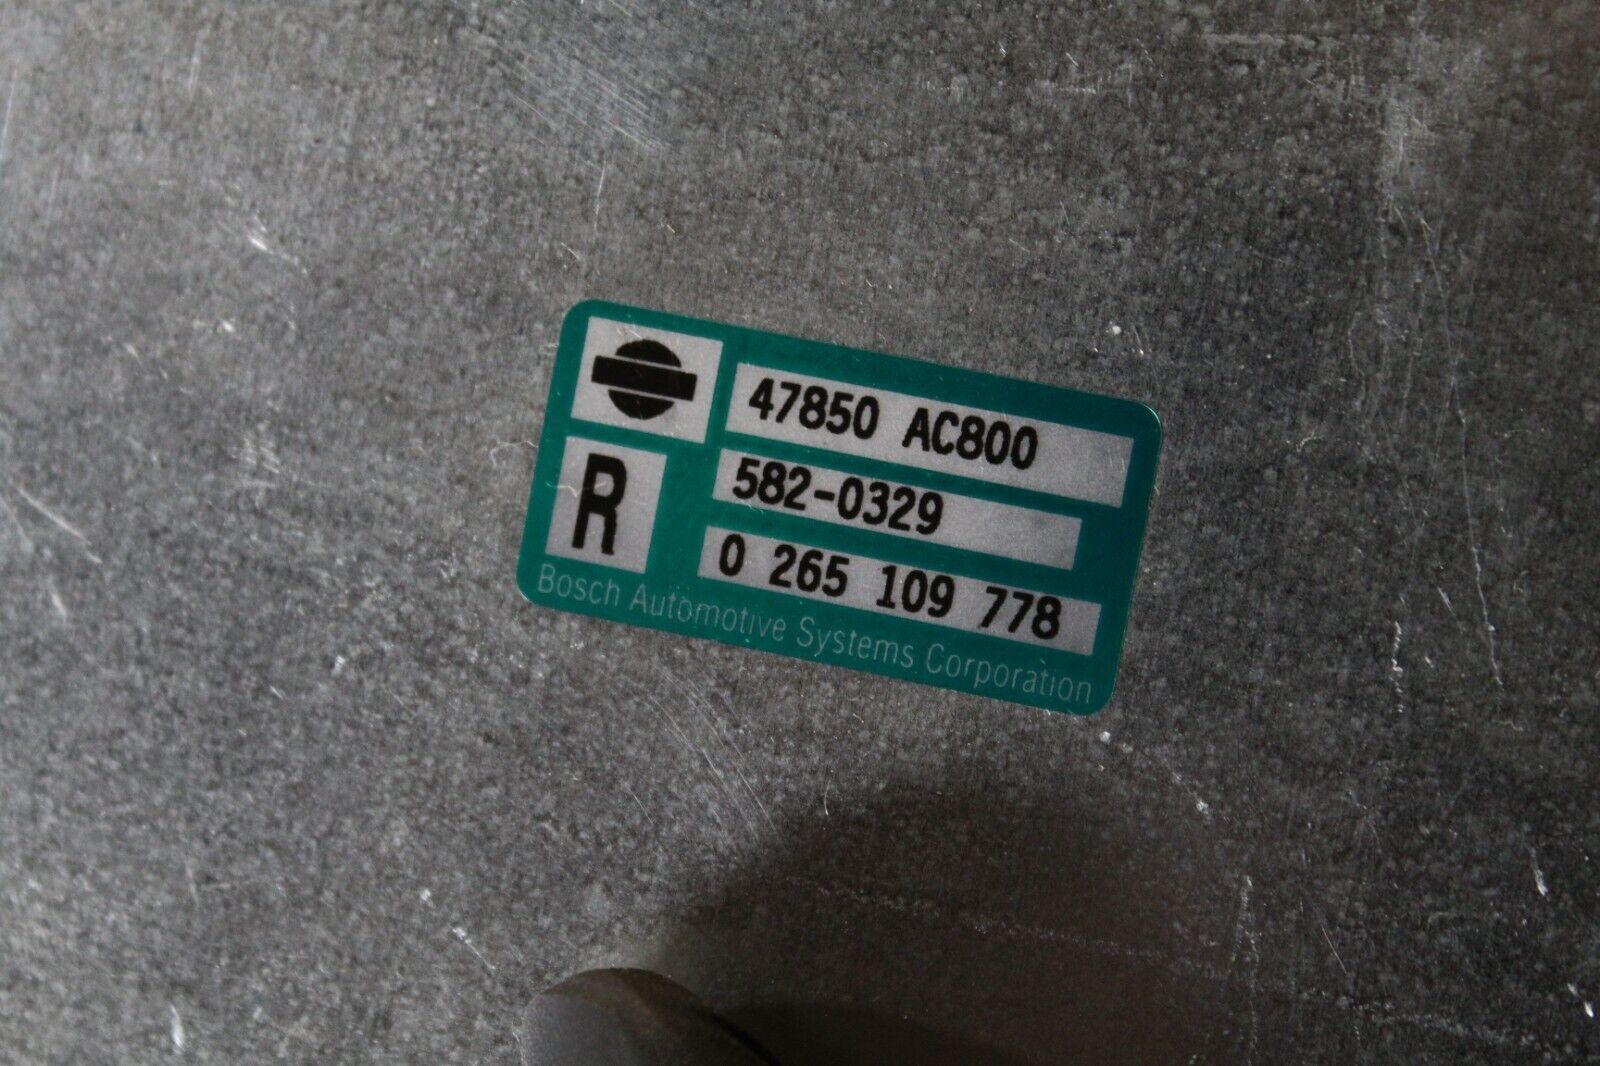 47850 AC800
582-0329
R
0 265 109 778
Bosch Automotive Systems Corporation